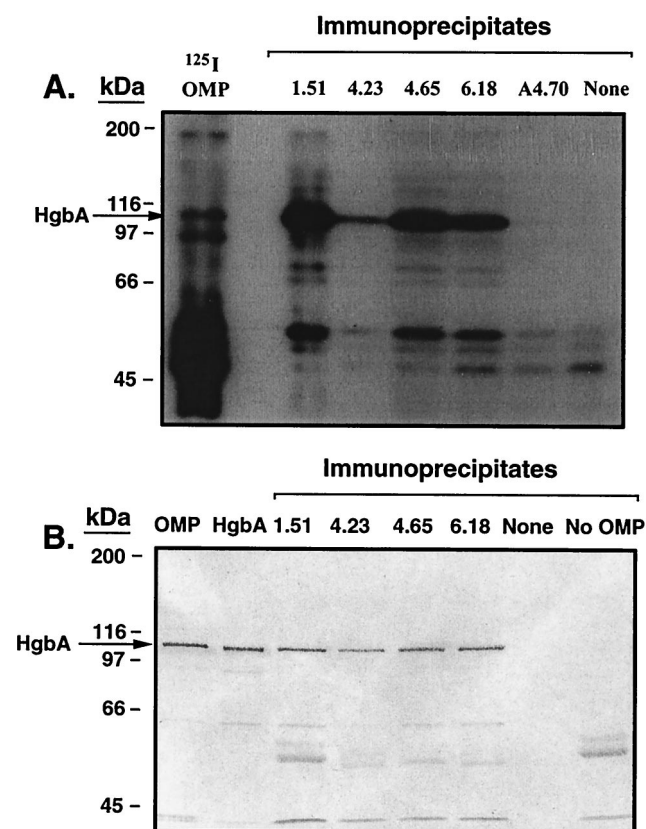 Immunoprecipitates
A. kDa 125I OMP 1.51 4.23 4.65 6.18 A4.70 None
200 –
116 –
HgbA
97 –
66 –
45 –
Immunoprecipitates
B. kDa OMP HgbA 1.51 4.23 4.65 6.18 None No OMP
200 –
116 –
HgbA
97 –
66 –
45 –